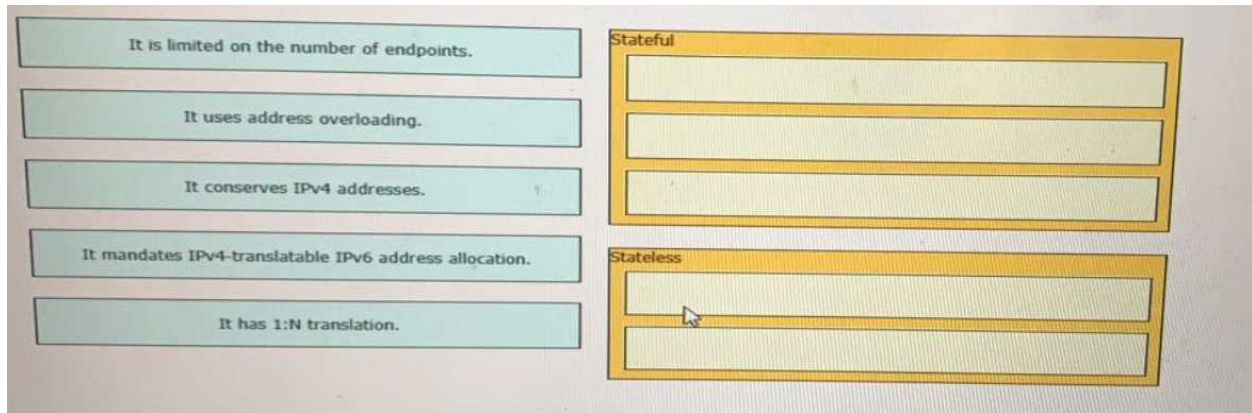 It is limited on the number of endpoints.
It uses address overloading.
It conserves IPv4 addresses.
It mandates IPv4-translatable IPv6 address allocation.
It has 1:N translation.
Stateful
Stateless